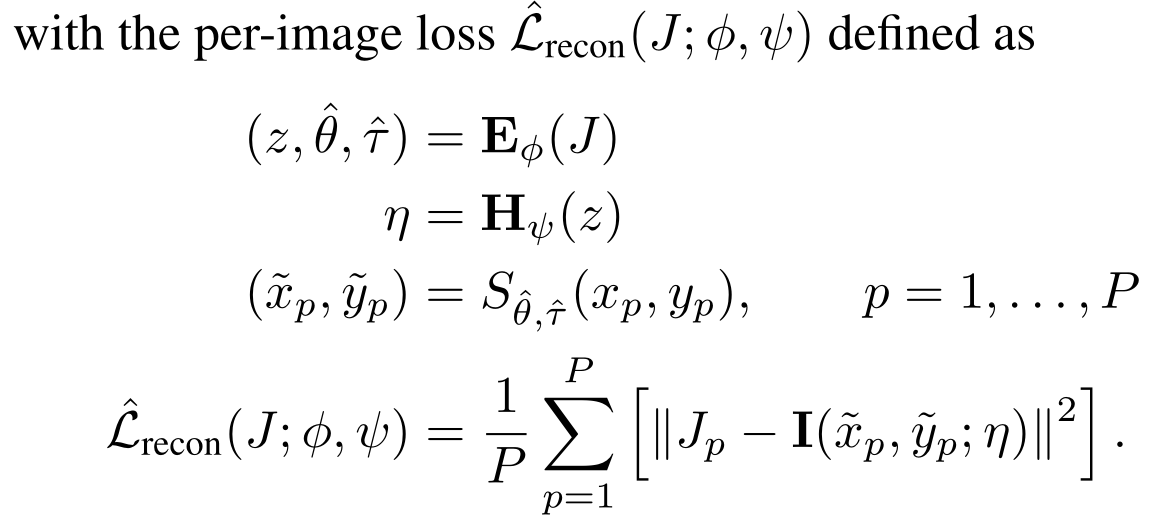 with the per-image loss $\hat{\mathcal{L}}_{\text{recon}}(J; \phi, \psi)$ defined as
$(z, \hat{\theta}, \hat{\tau}) = \mathbf{E}_{\phi}(J)$
$\eta = \mathbf{H}_{\psi}(z)$
$(\tilde{x}_p, \tilde{y}_p) = S_{\hat{\theta}, \hat{\tau}}(x_p, y_p), \qquad p = 1, \ldots, P$
$\hat{\mathcal{L}}_{\text{recon}}(J; \phi, \psi) = \frac{1}{P} \sum_{p=1}^{P} \left[ \| J_p - \mathbf{I}(\tilde{x}_p, \tilde{y}_p; \eta) \|^2 \right].$